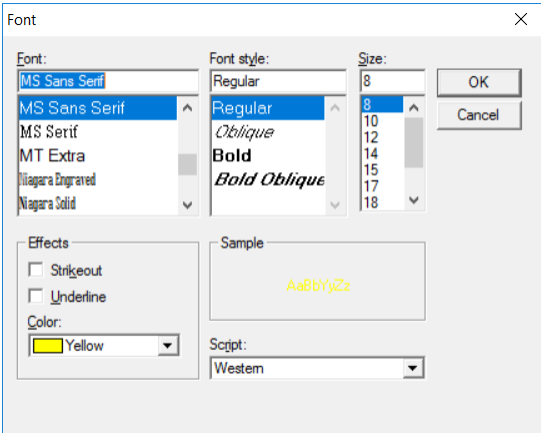 Font
Font: Font style: Size:
MS Sans Serif Regular 8 OK
MS Sans Serif Regular 8
MS Serif Oblique 10 Cancel
MT Extra Bold 12
Niagara Engraved Bold Oblique 14
Niagara Solid 15
17
18
Effects Sample
Strikeout
AaBbYyZz
Underline
Color:
Yellow Script:
Western